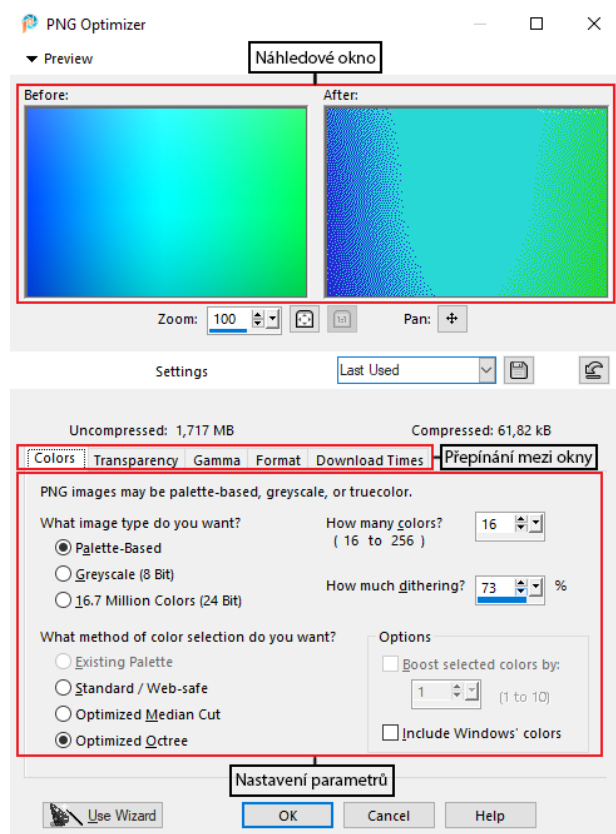 PNG Optimizer
Preview
Náhledové okno
Before:
After:
Zoom: 100
1:1
Pan:
Settings
Last Used
Uncompressed: 1,717 MB
Compressed: 61,82 kB
Colors Transparency Gamma Format Download Times
Přepínání mezi okny
PNG images may be palette-based, greyscale, or truecolor.
What image type do you want?
Palette-Based
Greyscale (8 Bit)
16.7 Million Colors (24 Bit)
How many colors? 16
( 16 to 256 )
How much dithering? 73 %
What method of color selection do you want?
Existing Palette
Standard / Web-safe
Optimized Median Cut
Optimized Octree
Options
Boost selected colors by:
1 (1 to 10)
Include Windows' colors
Nastavení parametrů
Use Wizard
OK
Cancel
Help